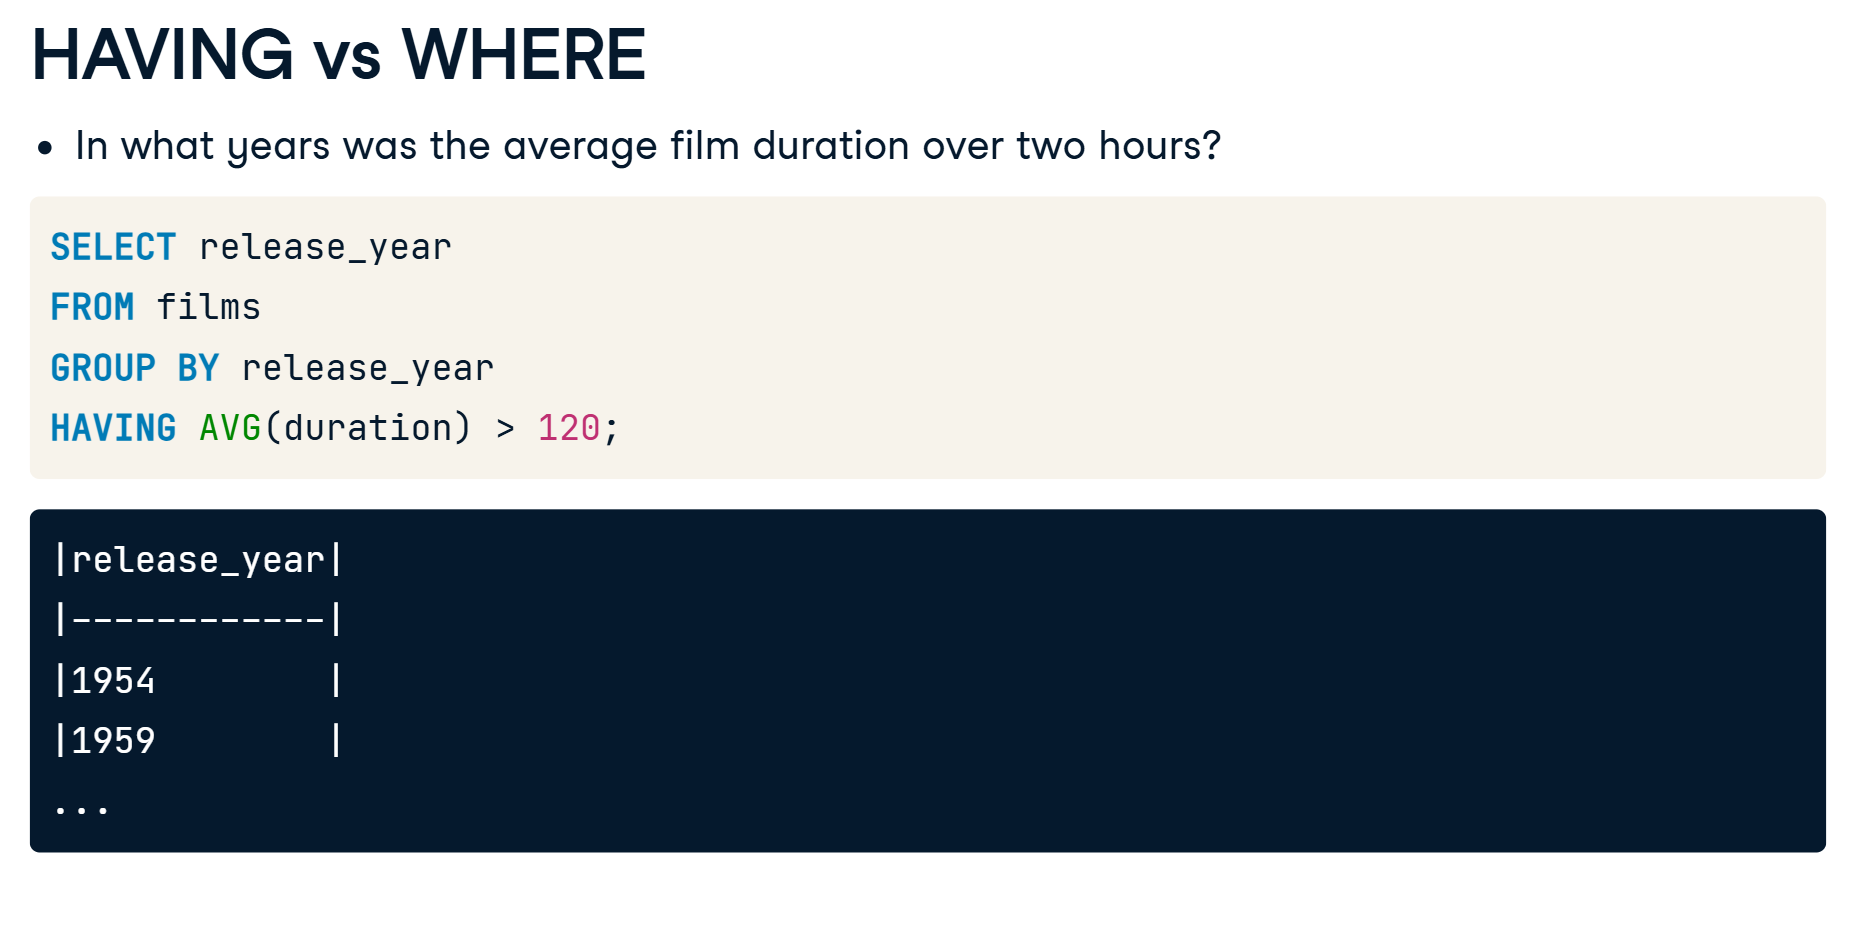 HAVING vs WHERE
• In what years was the average film duration over two hours?
SELECT release_year
FROM films
GROUP BY release_year
HAVING AVG(duration) > 120;
|release_year|
|------------|
|1954        |
|1959        |
...